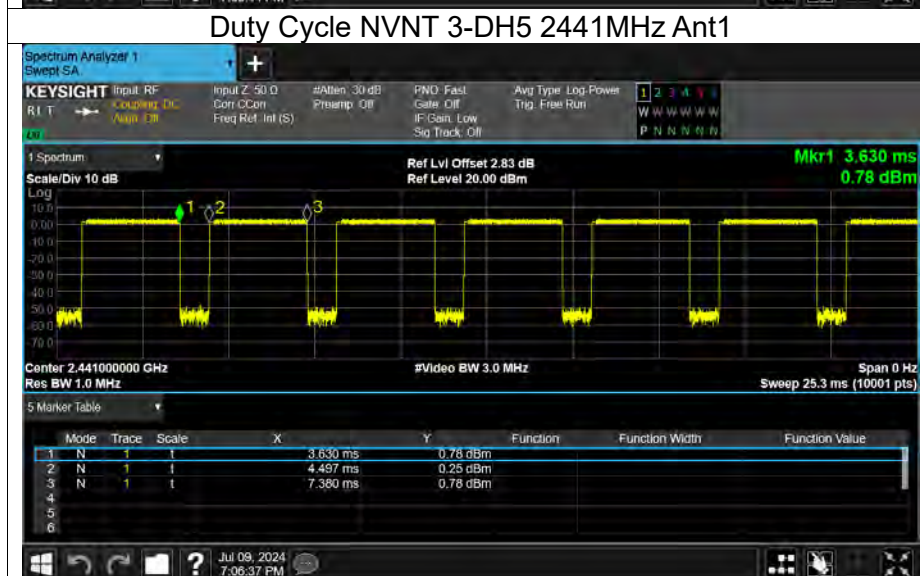 Duty Cycle NVNT 3-DH5 2441MHz Ant1
Spectrum Analyzer 1
Swept SA
+
KEYSIGHT Input: RF Input Z: 50 Ω #Atten: 30 dB PNO: Fast Avg Type: Log-Power 1 2 3 4 5 6
R L T Coupling: DC Corr CCorr Preamp: Off Gate: Off Trig: Free Run W W W W W W
Align: Off Freq Ref: Int (S) IF Gain: Low P N N N N N
Sig Track: Off
1 Spectrum Ref Lvl Offset 2.83 dB Mkr1 3.630 ms
Scale/Div 10 dB Ref Level 20.00 dBm 0.78 dBm
Log
10.0
0.00
-10.0
-20.0
-30.0
-40.0
-50.0
-60.0
-70.0
1 2 3
Center 2.441000000 GHz #Video BW 3.0 MHz Span 0 Hz
Res BW 1.0 MHz Sweep 25.3 ms (10001 pts)
5 Marker Table
Mode Trace Scale X Y Function Function Width Function Value
1 N 1 t 3.630 ms 0.78 dBm
2 N 1 t 4.497 ms 0.25 dBm
3 N 1 t 7.380 ms 0.78 dBm
4
5
6
? Jul 09, 2024
7:06:37 PM